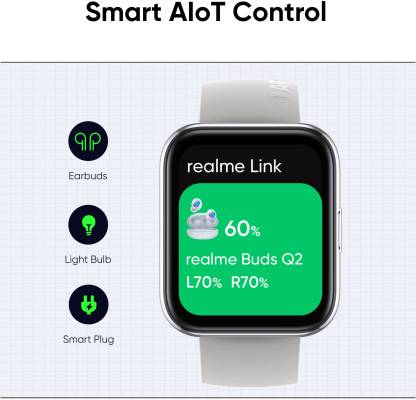 Smart AIoT Control
realme Link
60%
realme Buds Q2
L70% R70%
Earbuds
Light Bulb
Smart Plug